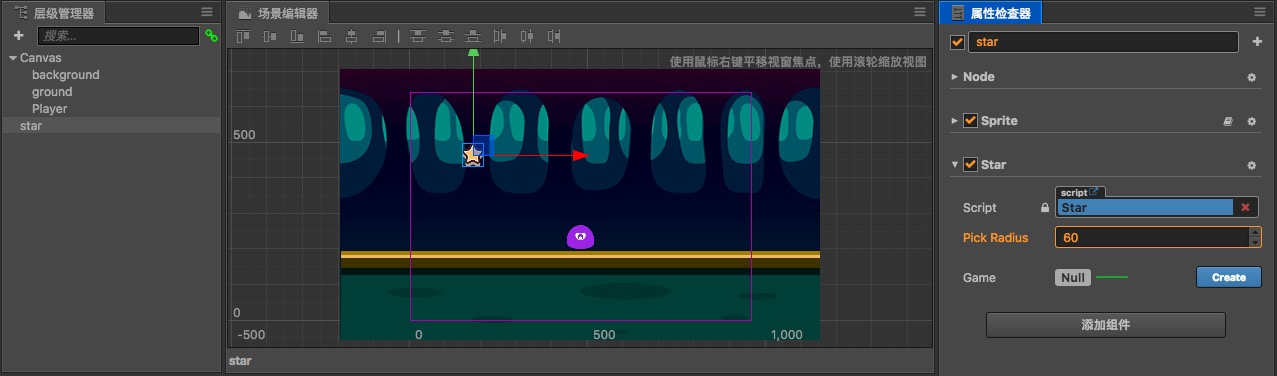 层级管理器
搜索...
Canvas
background
ground
Player
star
场景编辑器
使用鼠标右键平移视窗焦点，使用滚轮缩放视图
500
0
-500
0
500
1,000
star
属性检查器
star
Node
Sprite
Star
script
Script
Star
Pick Radius
60
Game
Null
Create
添加组件